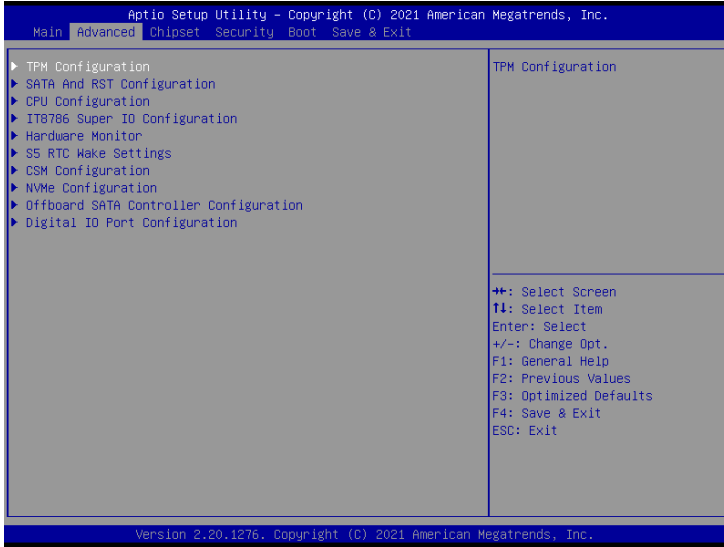 Aptio Setup Utility – Copyright (C) 2021 American Megatrends, Inc.
Main Advanced Chipset Security Boot Save & Exit
TPM Configuration
SATA And RST Configuration
CPU Configuration
IT8786 Super IO Configuration
Hardware Monitor
S5 RTC Wake Settings
CSM Configuration
NVMe Configuration
Offboard SATA Controller Configuration
Digital IO Port Configuration
TPM Configuration
→←: Select Screen
↑↓: Select Item
Enter: Select
+/-: Change Opt.
F1: General Help
F2: Previous Values
F3: Optimized Defaults
F4: Save & Exit
ESC: Exit
Version 2.20.1276. Copyright (C) 2021 American Megatrends, Inc.